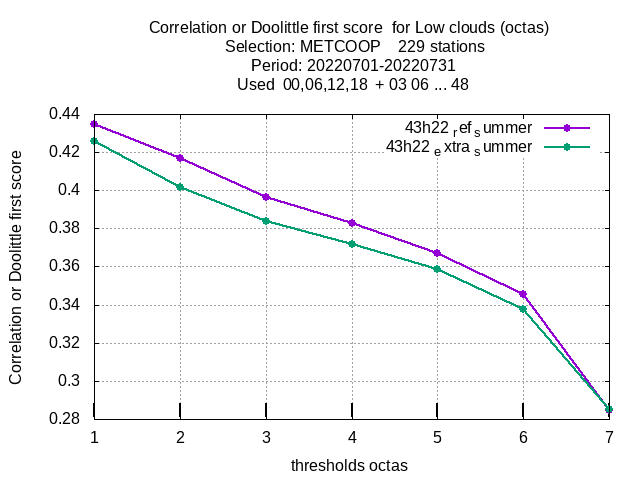 Correlation or Doolittle first score  for Low clouds (octas)
Selection: METCOOP    229 stations
Period: 20220701-20220731
Used  00,06,12,18  + 03 06 ... 48
Correlation or Doolittle first score
0.44
0.42
0.4
0.38
0.36
0.34
0.32
0.3
0.28
43h22 ref summer
43h22 extra summer
1 2 3 4 5 6 7
thresholds octas